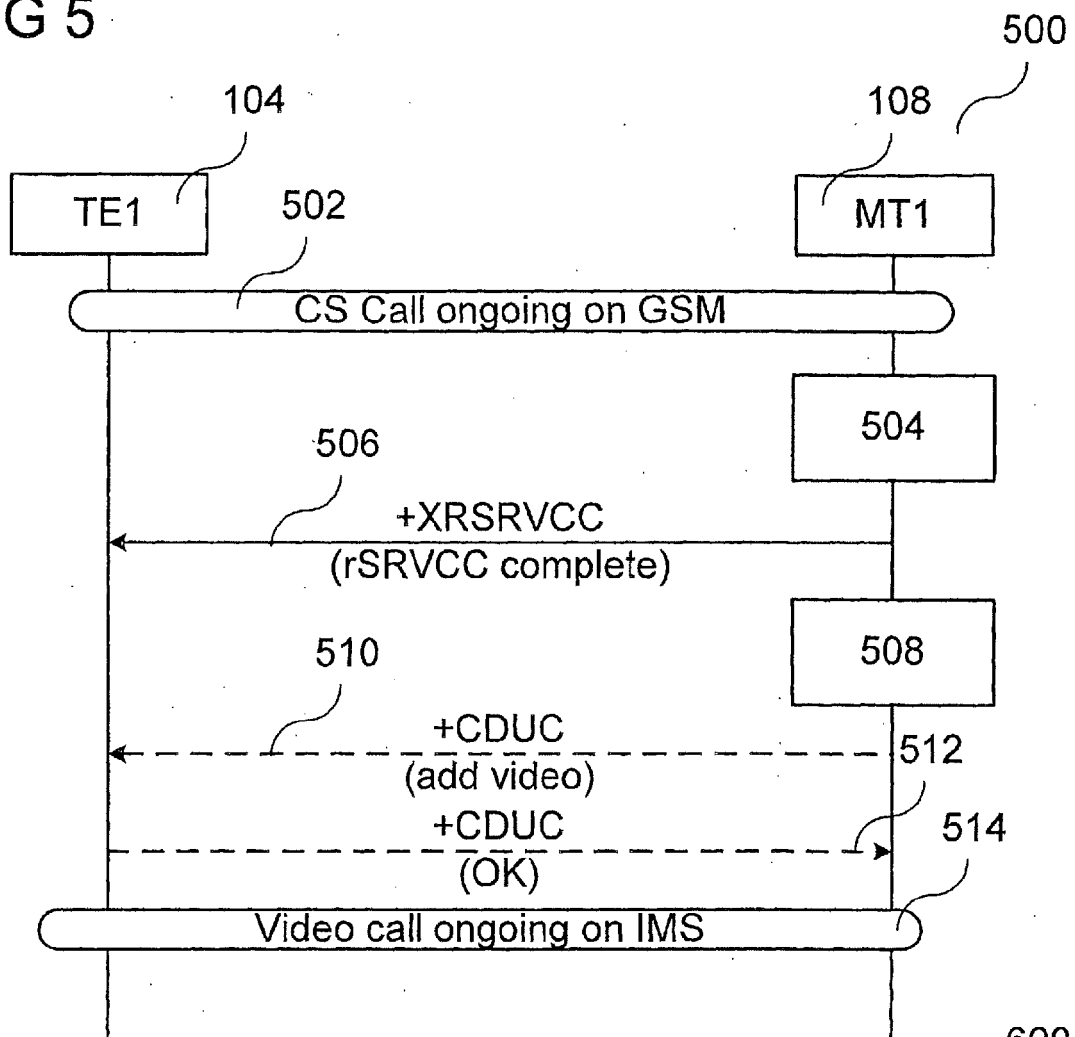 G 5
500
104
108
TE1
502
MT1
CS Call ongoing on GSM
504
506
+XRSRVCC
(rSRVCC complete)
508
510
+CDUC
512
(add video)
+CDUC
514
(OK)
Video call ongoing on IMS